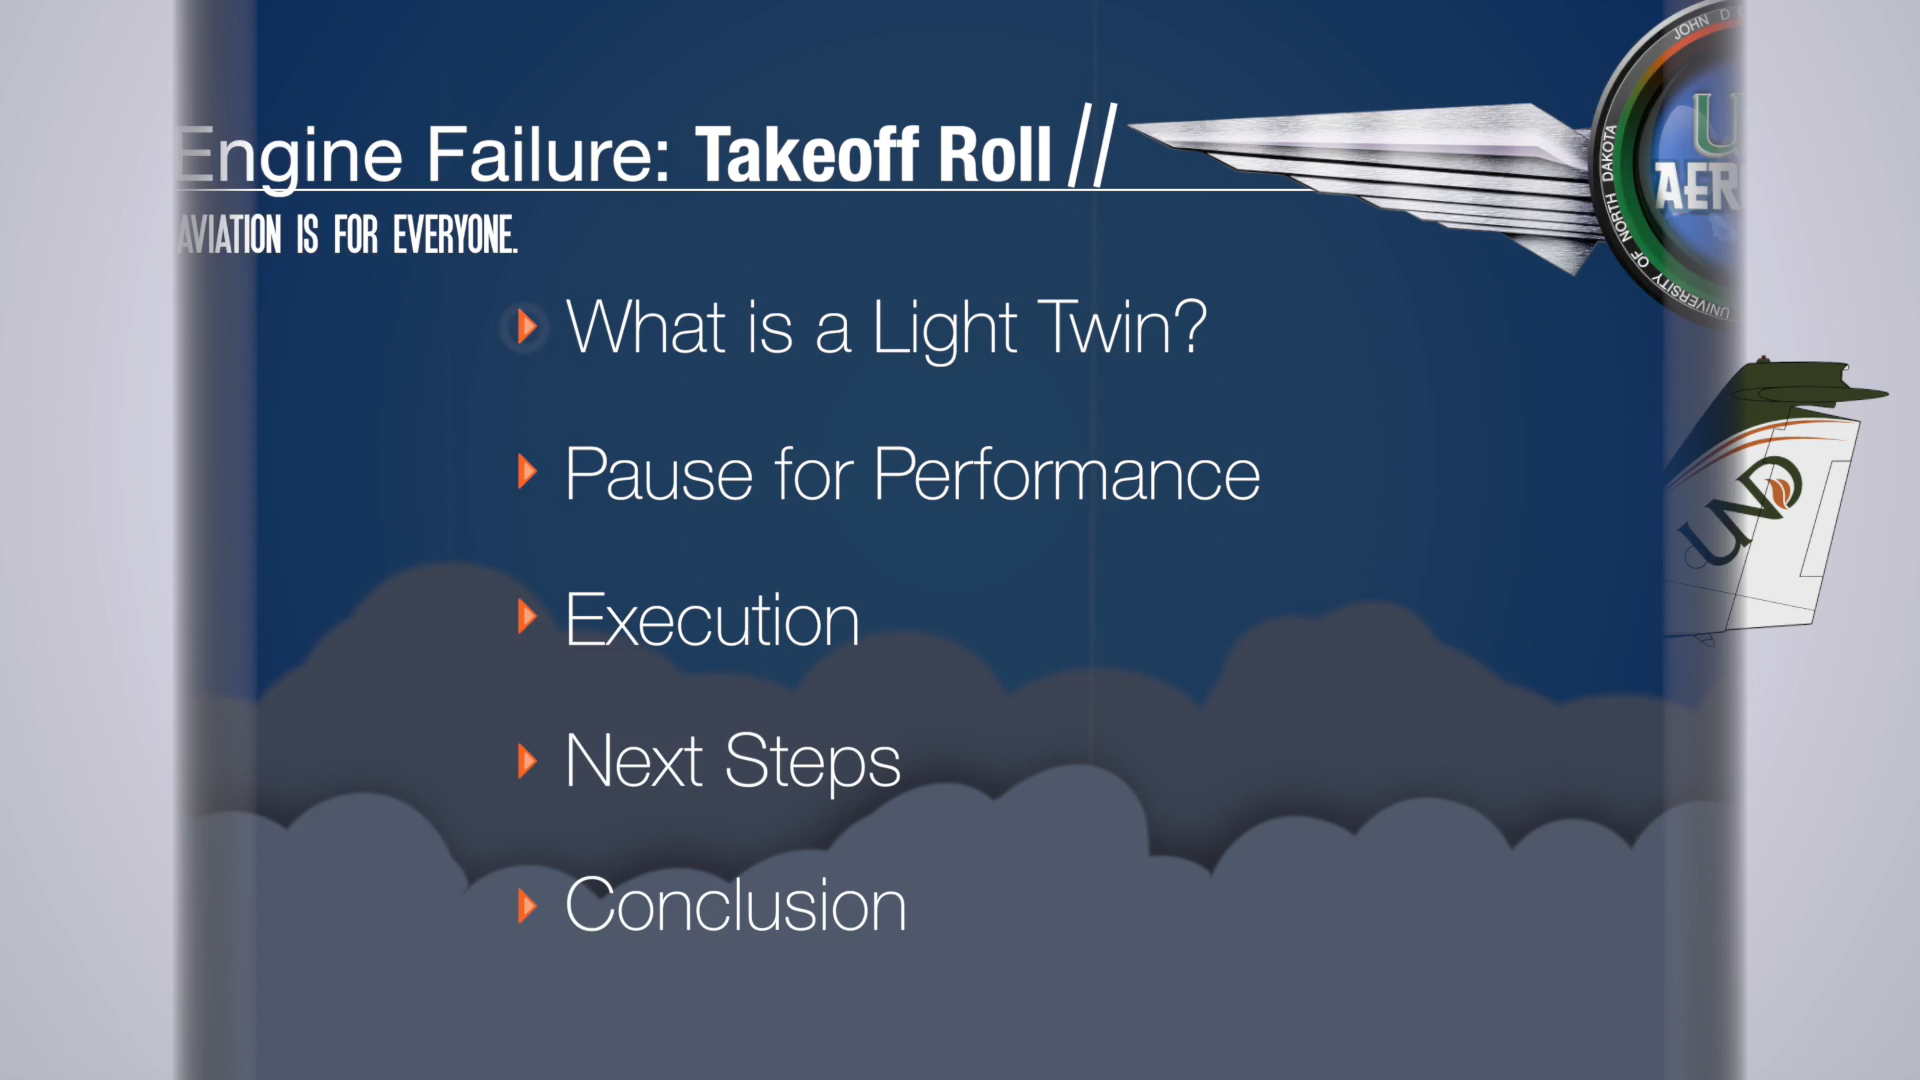 Engine Failure: Takeoff Roll //
AVIATION IS FOR EVERYONE.
What is a Light Twin?
Pause for Performance
Execution
Next Steps
Conclusion
JOHN D
UNIVERSITY OF NORTH DAKOTA
UND